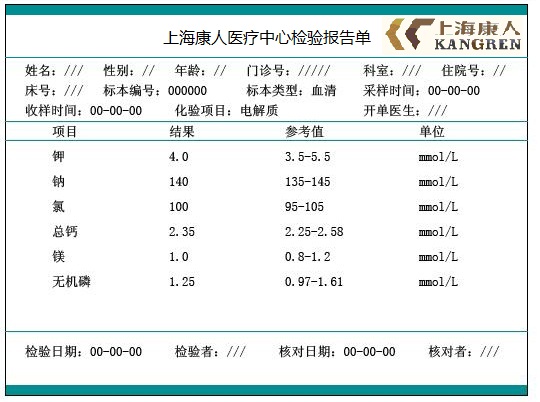 上海康人医疗中心检验报告单
上海康人
KANGREN
姓名：/// 性别：// 年龄：// 门诊号：///// 科室：/// 住院号：//
床号：/// 标本编号：000000 标本类型：血清 采样时间：00-00-00
收样时间：00-00-00 化验项目：电解质 开单医生：///
项目 结果 参考值 单位
钾 4.0 3.5-5.5 mmol/L
钠 140 135-145 mmol/L
氯 100 95-105 mmol/L
总钙 2.35 2.25-2.58 mmol/L
镁 1.0 0.8-1.2 mmol/L
无机磷 1.25 0.97-1.61 mmol/L
检验日期：00-00-00 检验者：/// 核对日期：00-00-00 核对者：///